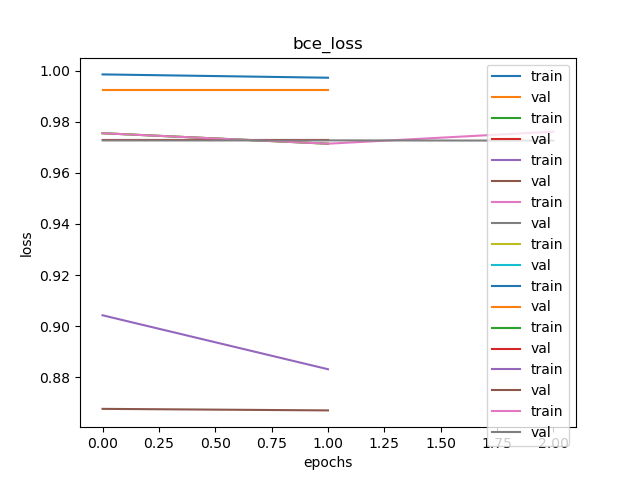 bce_loss
1.00
0.98
0.96
0.94
0.92
0.90
0.88
loss
train
val
train
val
train
val
train
val
train
val
train
val
train
val
train
val
train
val
0.00 0.25 0.50 0.75 1.00 1.25 1.50 1.75 2.00
epochs